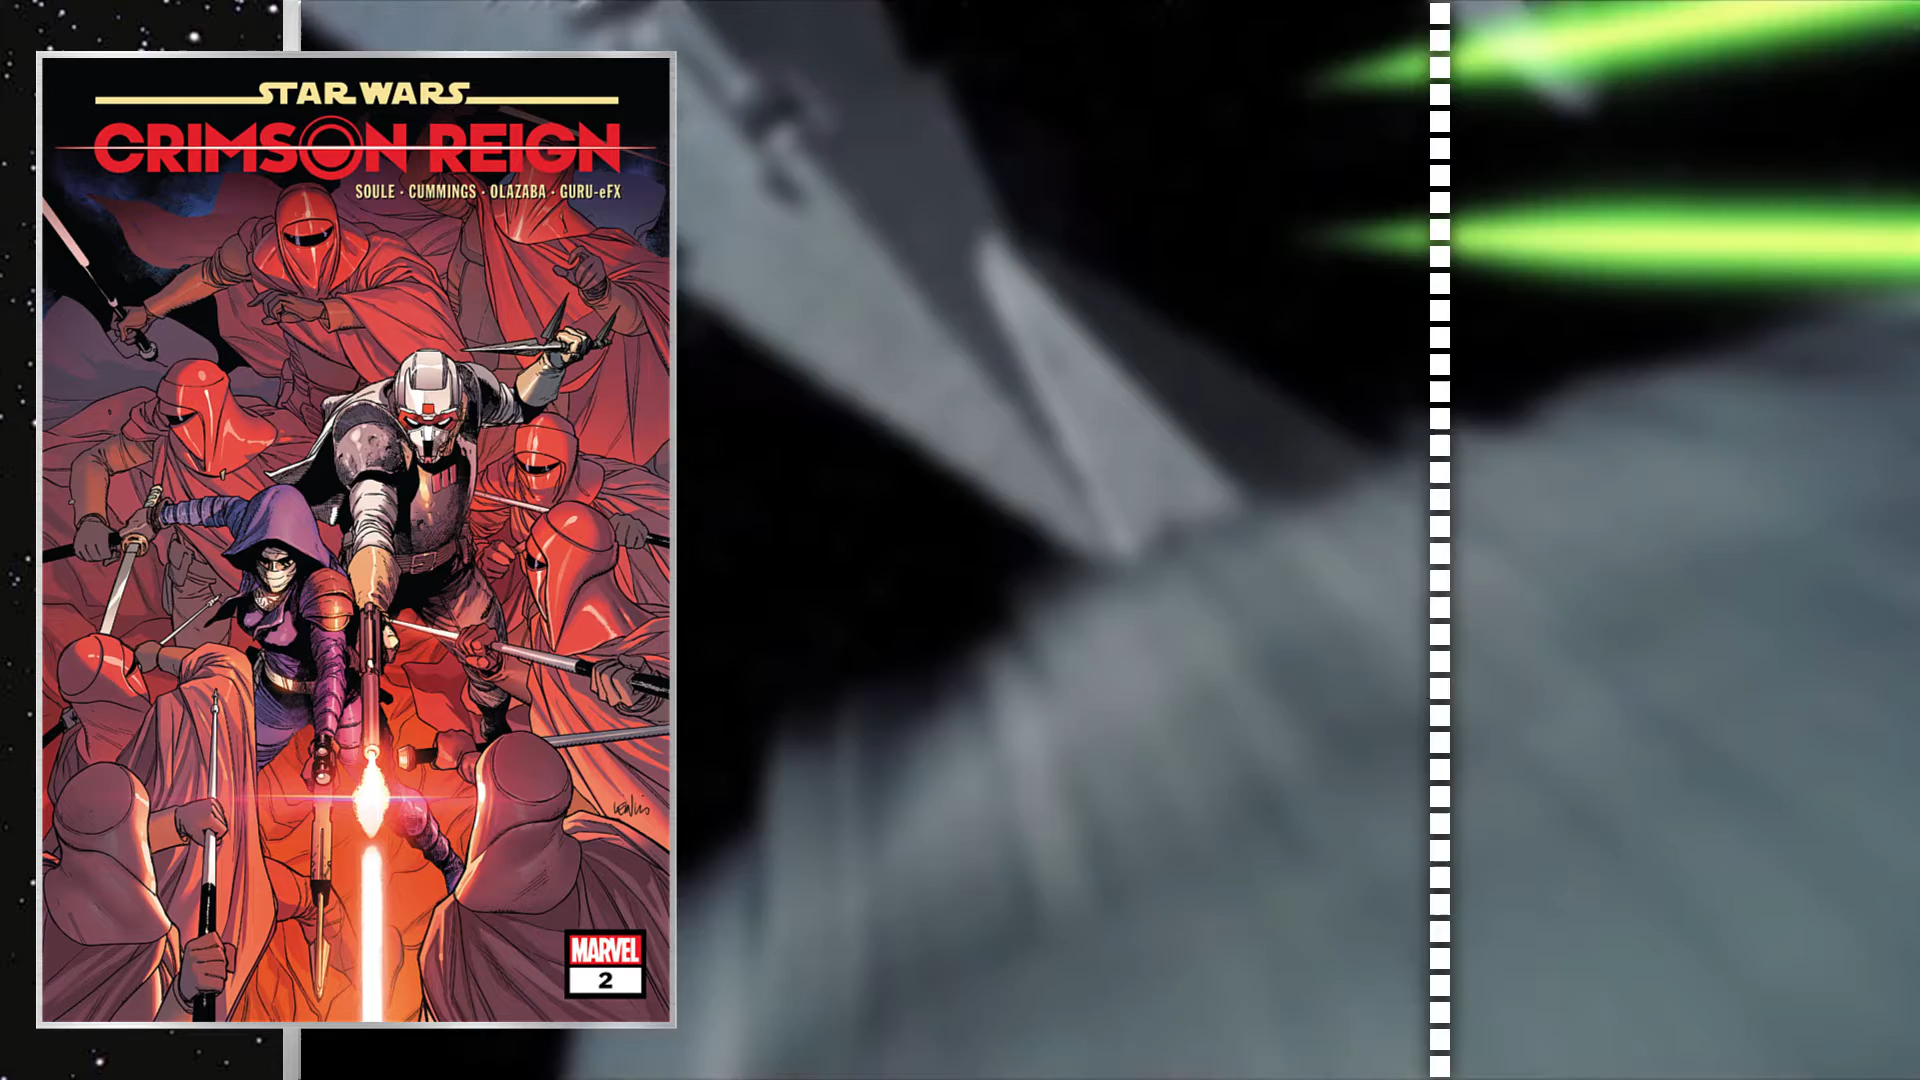 STAR WARS
CRIMSON REIGN
SOULE · CUMMINGS · OLAZABA · GURU-eFX
MARVEL
2